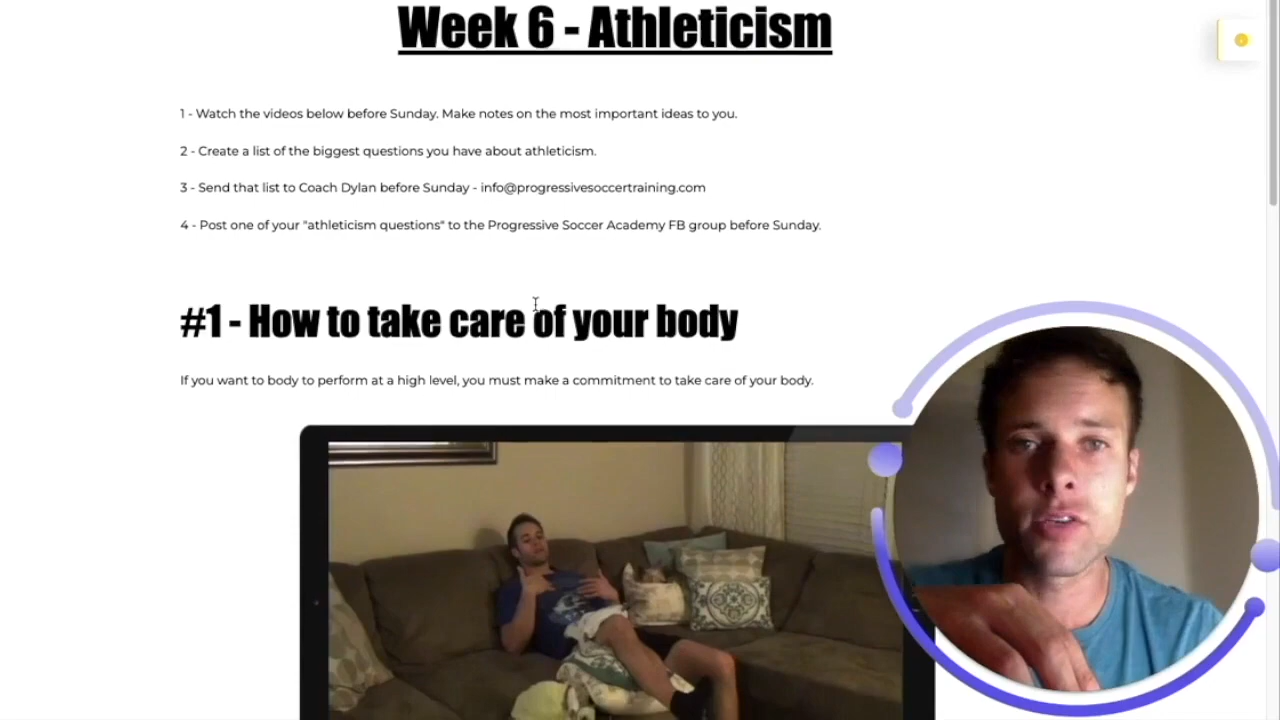 Week 6 - Athleticism
1 - Watch the videos below before Sunday. Make notes on the most important ideas to you.
2 - Create a list of the biggest questions you have about athleticism.
3 - Send that list to Coach Dylan before Sunday - info@progressivesoccertraining.com
4 - Post one of your "athleticism questions" to the Progressive Soccer Academy FB group before Sunday.
#1 - How to take care of your body
If you want to body to perform at a high level, you must make a commitment to take care of your body.